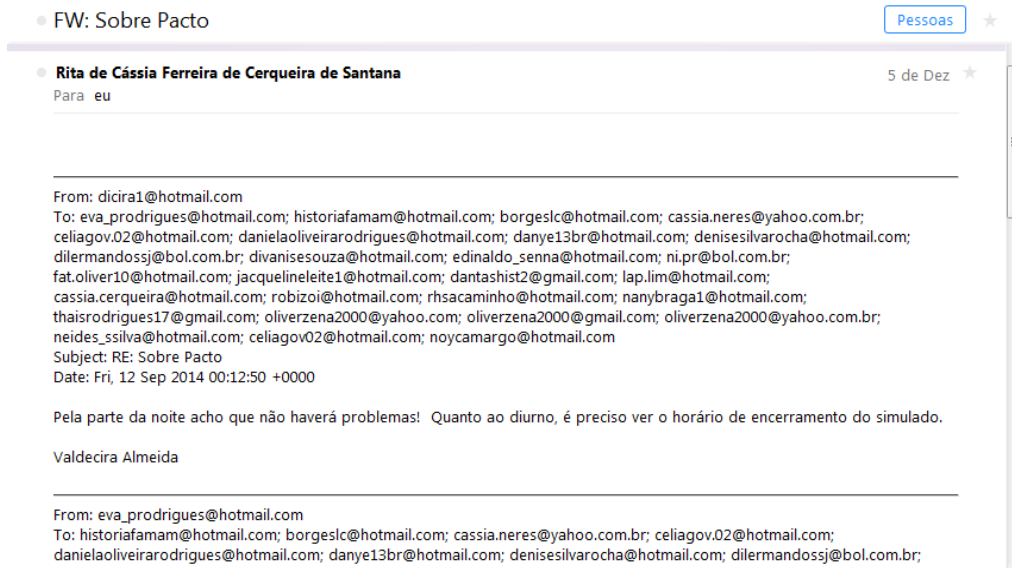 FW: Sobre Pacto
Pessoas
Rita de Cássia Ferreira de Cerqueira de Santana
5 de Dez
Para eu
From: dicira1@hotmail.com
To: eva_prodrigues@hotmail.com; historiafamam@hotmail.com; borgeslc@hotmail.com; cassia.neres@yahoo.com.br;
celiagov.02@hotmail.com; danielaoliveirarodrigues@hotmail.com; danye13br@hotmail.com; denisesilvarocha@hotmail.com;
dilermandossj@bol.com.br; divanisesouza@hotmail.com; edinaldo_senna@hotmail.com; ni.pr@bol.com.br;
fat.oliver10@hotmail.com; jacquelineleite1@hotmail.com; dantashist2@gmail.com; lap.lim@hotmail.com;
cassia.cerqueira@hotmail.com; robizoi@hotmail.com; rhsacaminho@hotmail.com; nanybraga1@hotmail.com;
thaisrodrigues17@gmail.com; oliverzena2000@yahoo.com; oliverzena2000@gmail.com; oliverzena2000@yahoo.com.br;
neides_ssilva@hotmail.com; celiagov02@hotmail.com; noycamargo@hotmail.com
Subject: RE: Sobre Pacto
Date: Fri, 12 Sep 2014 00:12:50 +0000
Pela parte da noite acho que não haverá problemas!  Quanto ao diurno, é preciso ver o horário de encerramento do simulado.
Valdecira Almeida
From: eva_prodrigues@hotmail.com
To: historiafamam@hotmail.com; borgeslc@hotmail.com; cassia.neres@yahoo.com.br; celiagov.02@hotmail.com;
danielaoliveirarodrigues@hotmail.com; danye13br@hotmail.com; denisesilvarocha@hotmail.com; dilermandossj@bol.com.br;